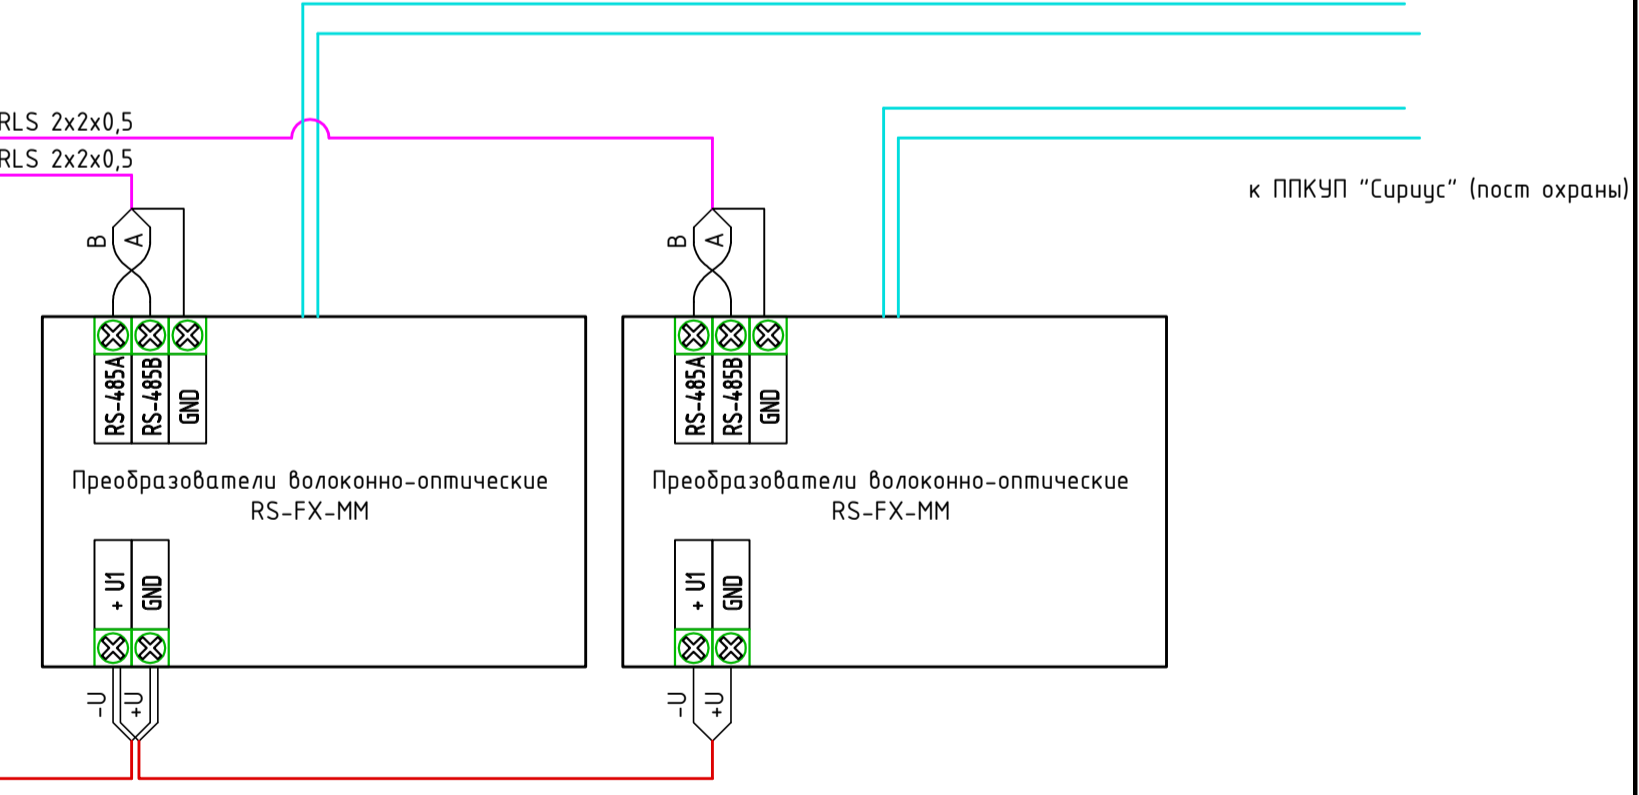 RLS 2x2x0,5
RLS 2x2x0,5
к ППКУП "Сириус" (пост охраны)
B
A
B
A
RS-485A
RS-485B
GND
RS-485A
RS-485B
GND
Преобразователи волоконно-оптические
RS-FX-MM
Преобразователи волоконно-оптические
RS-FX-MM
+ U1
GND
+ U1
GND
-U
+U
-U
+U